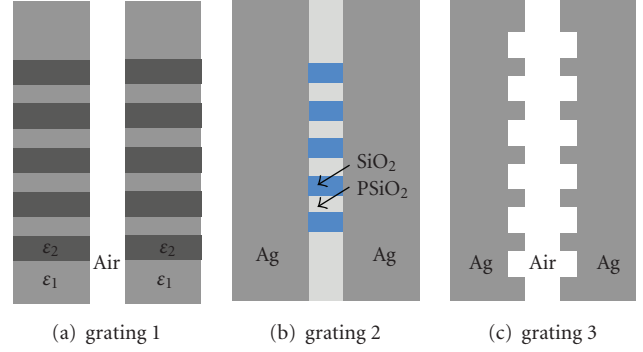 ε2 ε2
ε1 Air ε1
SiO2
PSiO2
Ag Ag
Ag Air Ag
(a) grating 1
(b) grating 2
(c) grating 3